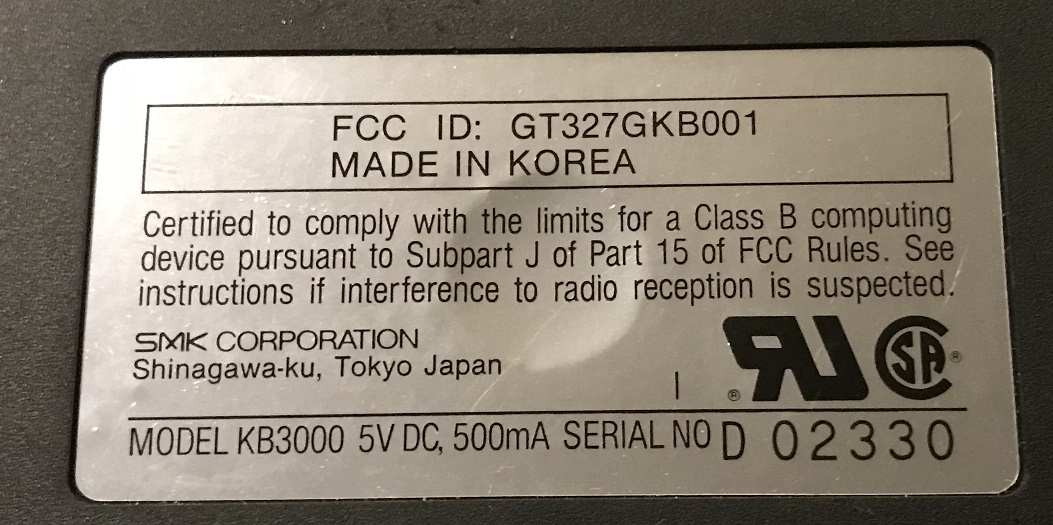 FCC ID: GT327GKB001
MADE IN KOREA
Certified to comply with the limits for a Class B computing
device pursuant to Subpart J of Part 15 of FCC Rules. See
instructions if interference to radio reception is suspected.
SMK CORPORATION
Shinagawa-ku, Tokyo Japan
I ® RU SA ®
MODEL KB3000 5V DC, 500mA SERIAL NO D 02330